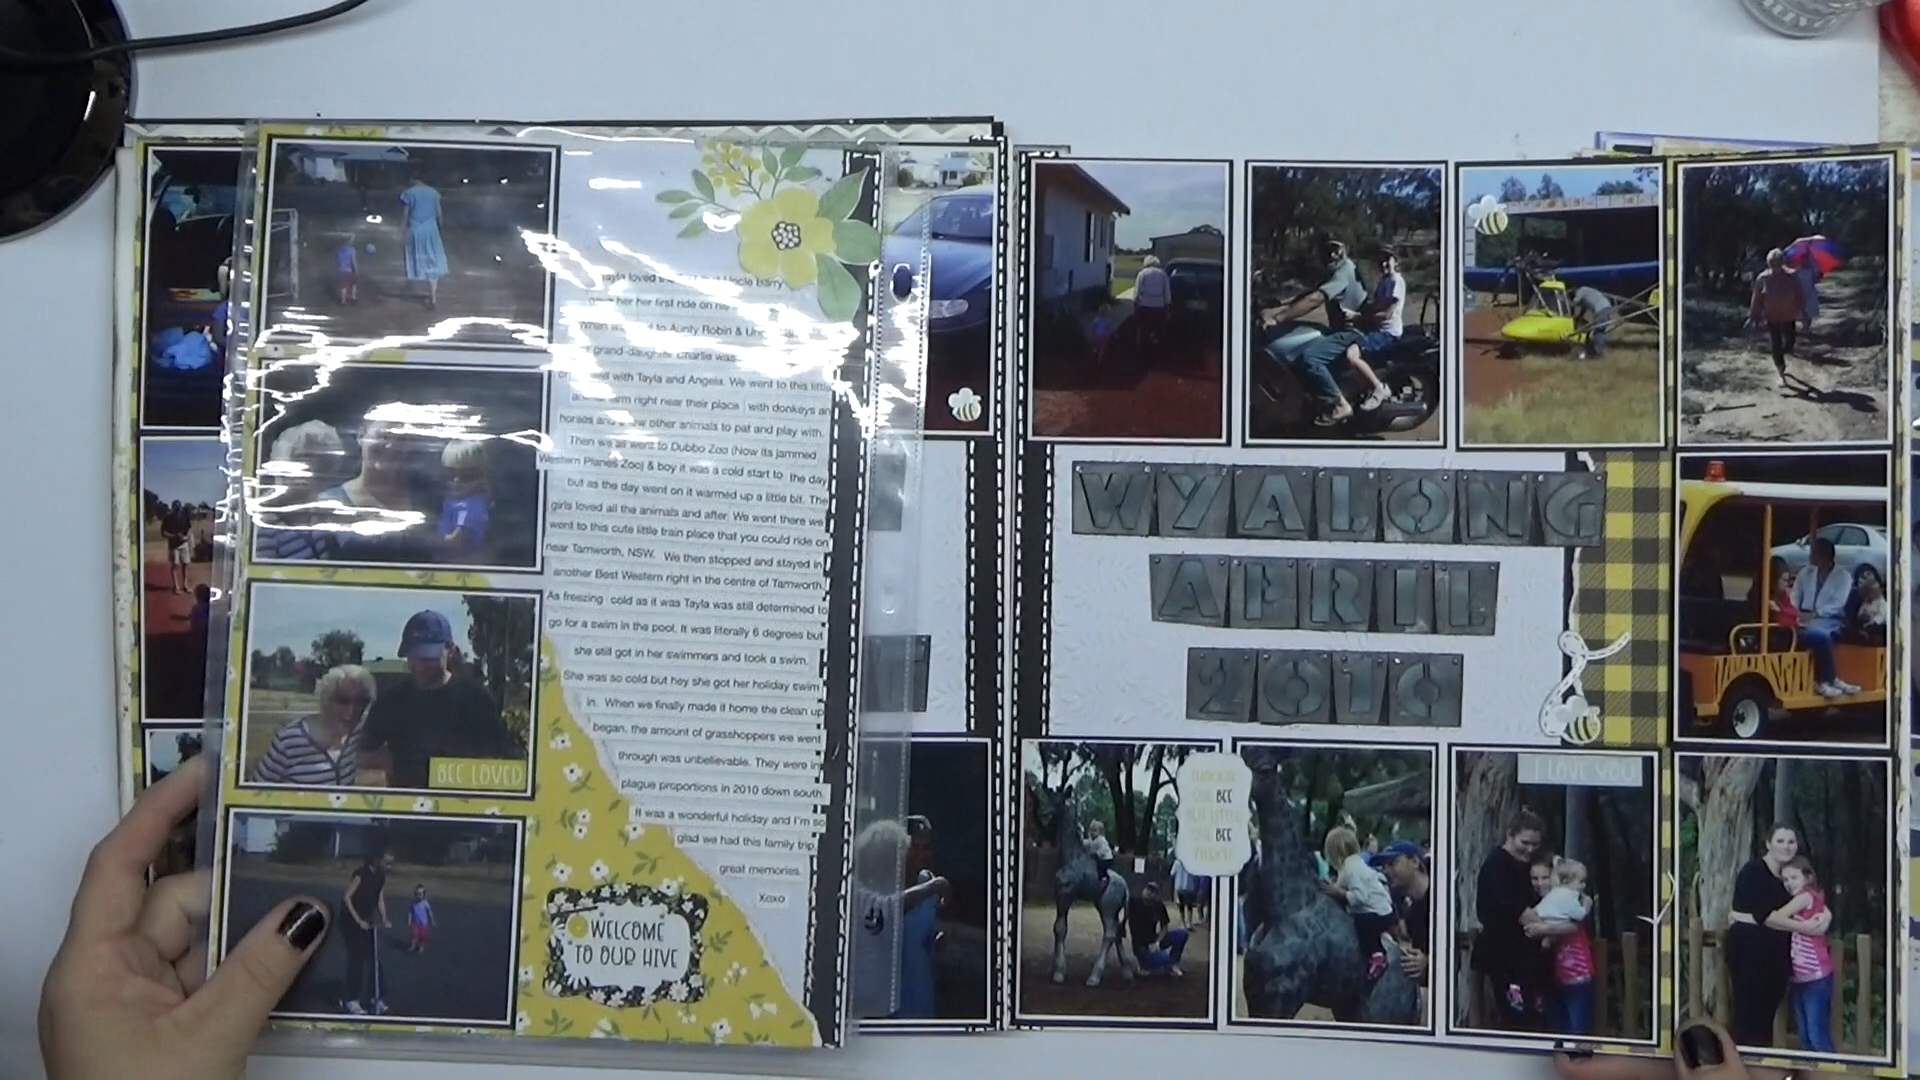 Tayla loved Uncle Barry
her her first ride on
to Aunty Robin &
grand-daughter Charlie was
with Tayla and Angela. We went to this little
farm right near their place with donkeys an
horses and other animals to pat and play with.
Then we went to Dubbo Zoo (Now its jammed
Western Planes Zoo) & boy it was a cold start to the day
but as the day went on it warmed up a little bit. The
girls loved all the animals and after We went there we
went to this cute little train place that you could ride on
near Tamworth, NSW. We then stopped and stayed in
another Best Western right in the centre of Tamworth.
As freezing cold as it was Tayla was still determined to
go for a swim in the pool. It was literally 6 degrees but
she still got in her swimmers and took a swim.
She was so cold but hey she got her holiday swim
in. When we finally made it home the clean up
began, the amount of grasshoppers we went
through was unbelievable. They were in
plague proportions in 2010 down south.
It was a wonderful holiday and I'm so
glad we had this family trip,
great memories.
Xoxo
BEE LOVED
WELCOME
TO OUR HIVE
WYALONG
APRIL
2010
BEE
BEE
I LOVE YOU